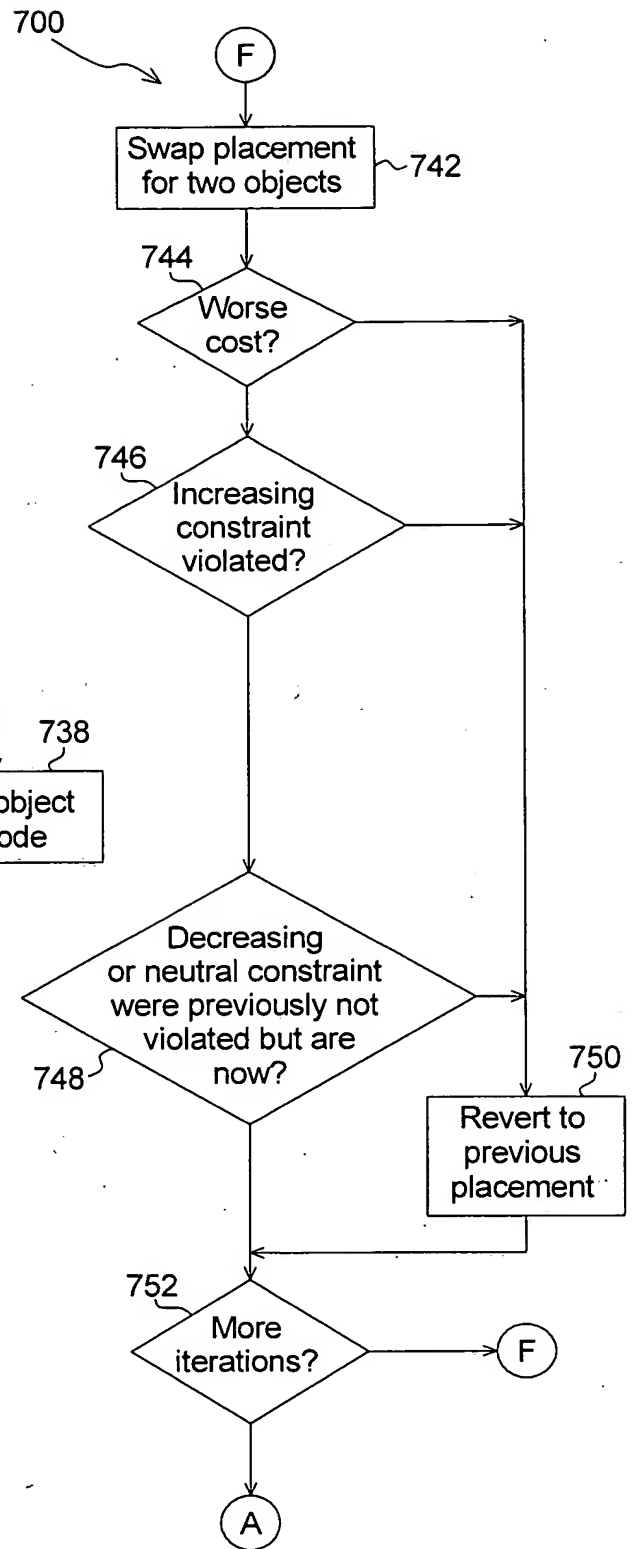 700
F
Swap placement
for two objects
742
744
Worse
cost?
746
Increasing
constraint
violated?
738
object
ode
Decreasing
or neutral constraint
were previously not
violated but are
now?
748
750
Revert to
previous
placement
752
More
iterations?
F
A